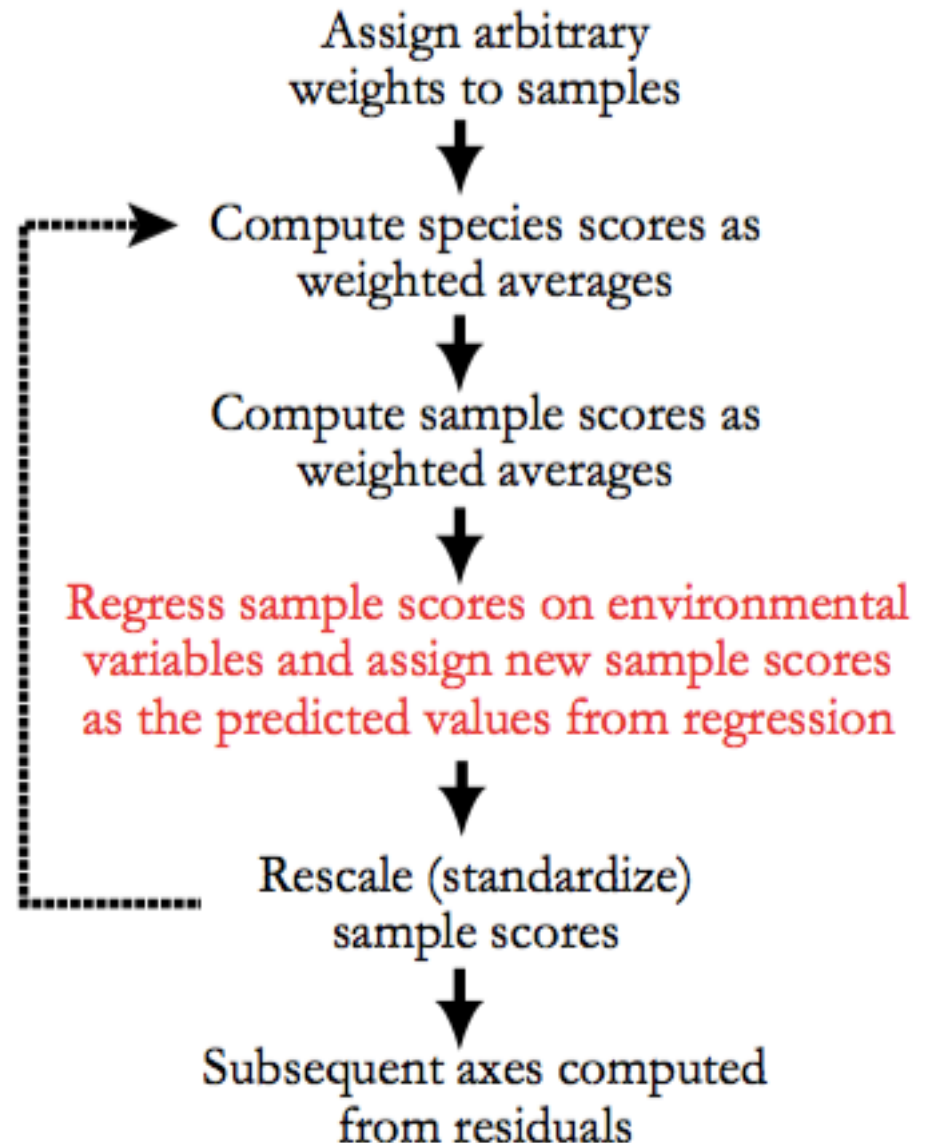 Assign arbitrary
weights to samples
Compute species scores as
weighted averages
Compute sample scores as
weighted averages
Regress sample scores on environmental
variables and assign new sample scores
as the predicted values from regression
Rescale (standardize)
sample scores
Subsequent axes computed
from residuals